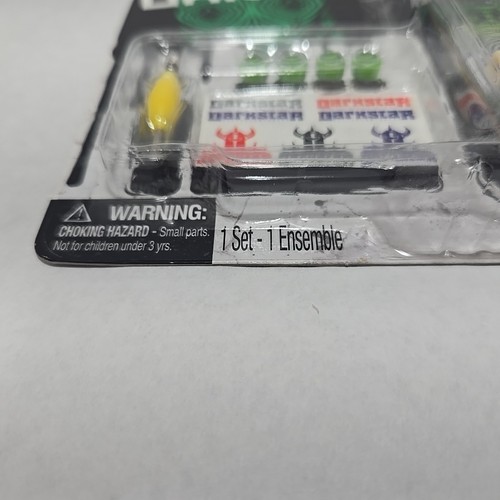 DARKSTAR DARKSTAR
DARKSTAR DARKSTAR
WARNING:
CHOKING HAZARD - Small parts.
Not for children under 3 yrs.
1 Set - 1 Ensemble